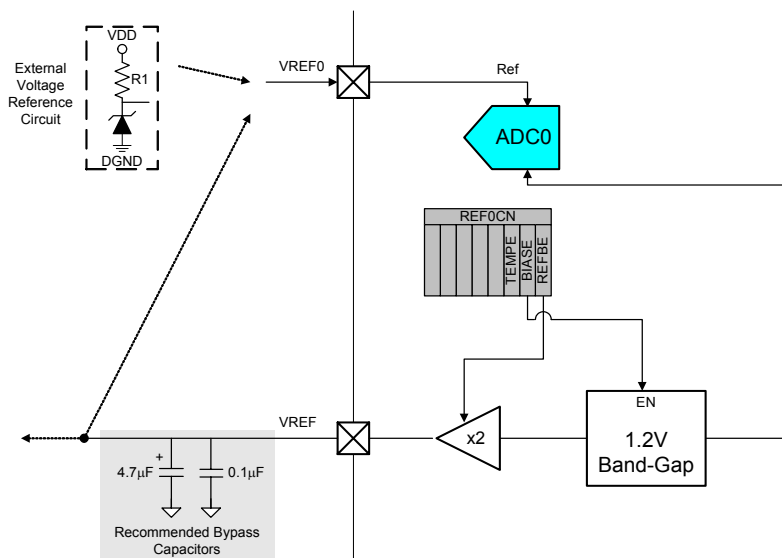 VDD
R1
DGND
External
Voltage
Reference
Circuit
VREF0
Ref
ADC0
REF0CN
TEMPE
BIASE
REFBE
EN
1.2V
Band-Gap
x2
VREF
+
4.7µF
0.1µF
Recommended Bypass
Capacitors